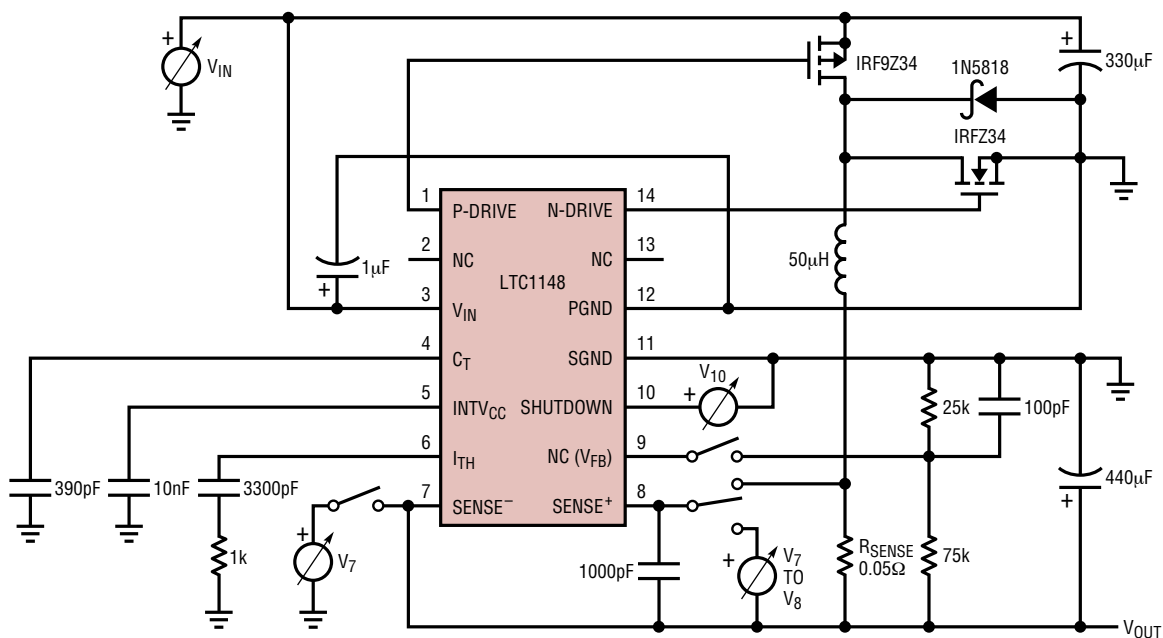 +
V_IN
IRF9Z34
1N5818
+
330µF
IRFZ34
1
P-DRIVE
N-DRIVE
14
2
NC
NC
13
1µF
+
LTC1148
50µH
3
V_IN
PGND
12
4
C_T
SGND
11
5
INTV_CC
SHUTDOWN
10
+
V_10
25k
100pF
6
I_TH
NC (V_FB)
9
7
SENSE⁻
SENSE⁺
8
390pF
10nF
3300pF
440µF
+
1k
+
V_7
1000pF
+
V_7
TO
V_8
R_SENSE
0.05Ω
75k
V_OUT